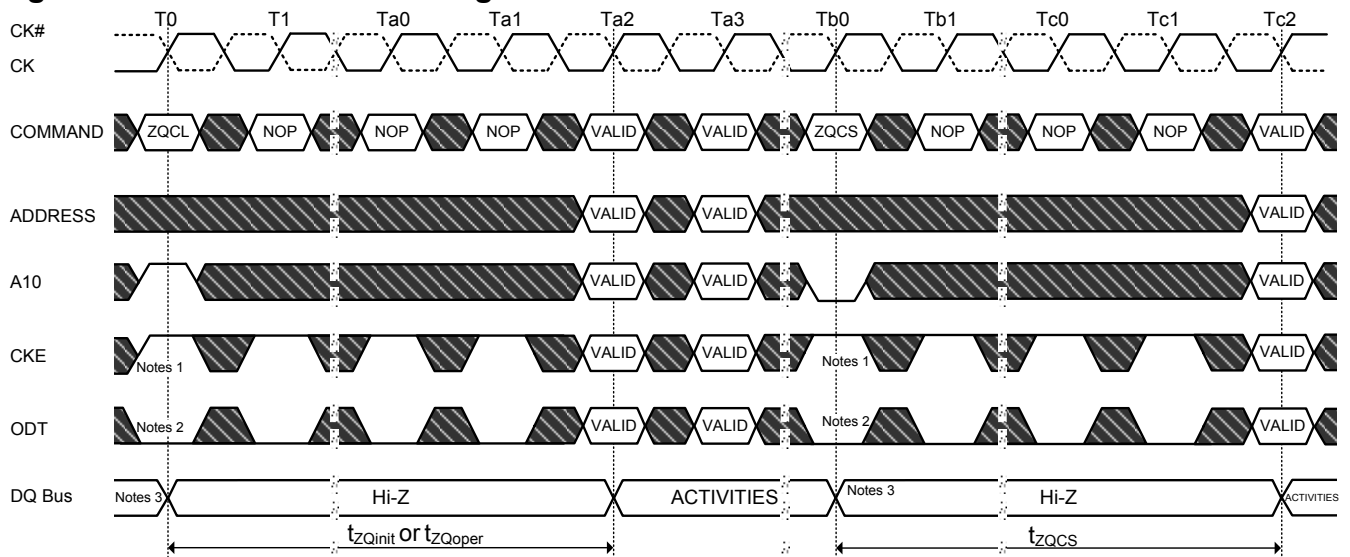 T0 T1 Ta0 Ta1 Ta2 Ta3 Tb0 Tb1 Tc0 Tc1 Tc2
CK#
CK
COMMAND ZQCL NOP NOP NOP VALID VALID ZQCS NOP NOP NOP VALID
ADDRESS VALID VALID VALID
A10 VALID VALID VALID
CKE Notes 1 VALID VALID Notes 1 VALID
ODT Notes 2 VALID VALID Notes 2 VALID
DQ Bus Notes 3 Hi-Z ACTIVITIES Notes 3 Hi-Z ACTIVITIES
tZQinit or tZQoper tZQCS